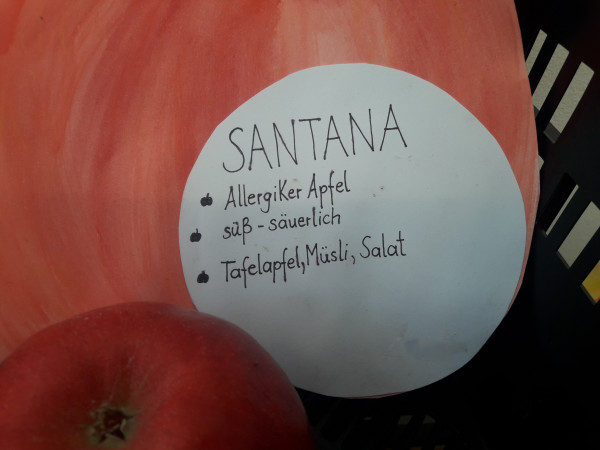 SANTANA
Allergiker Apfel
süß - säuerlich
Tafelapfel, Müsli, Salat